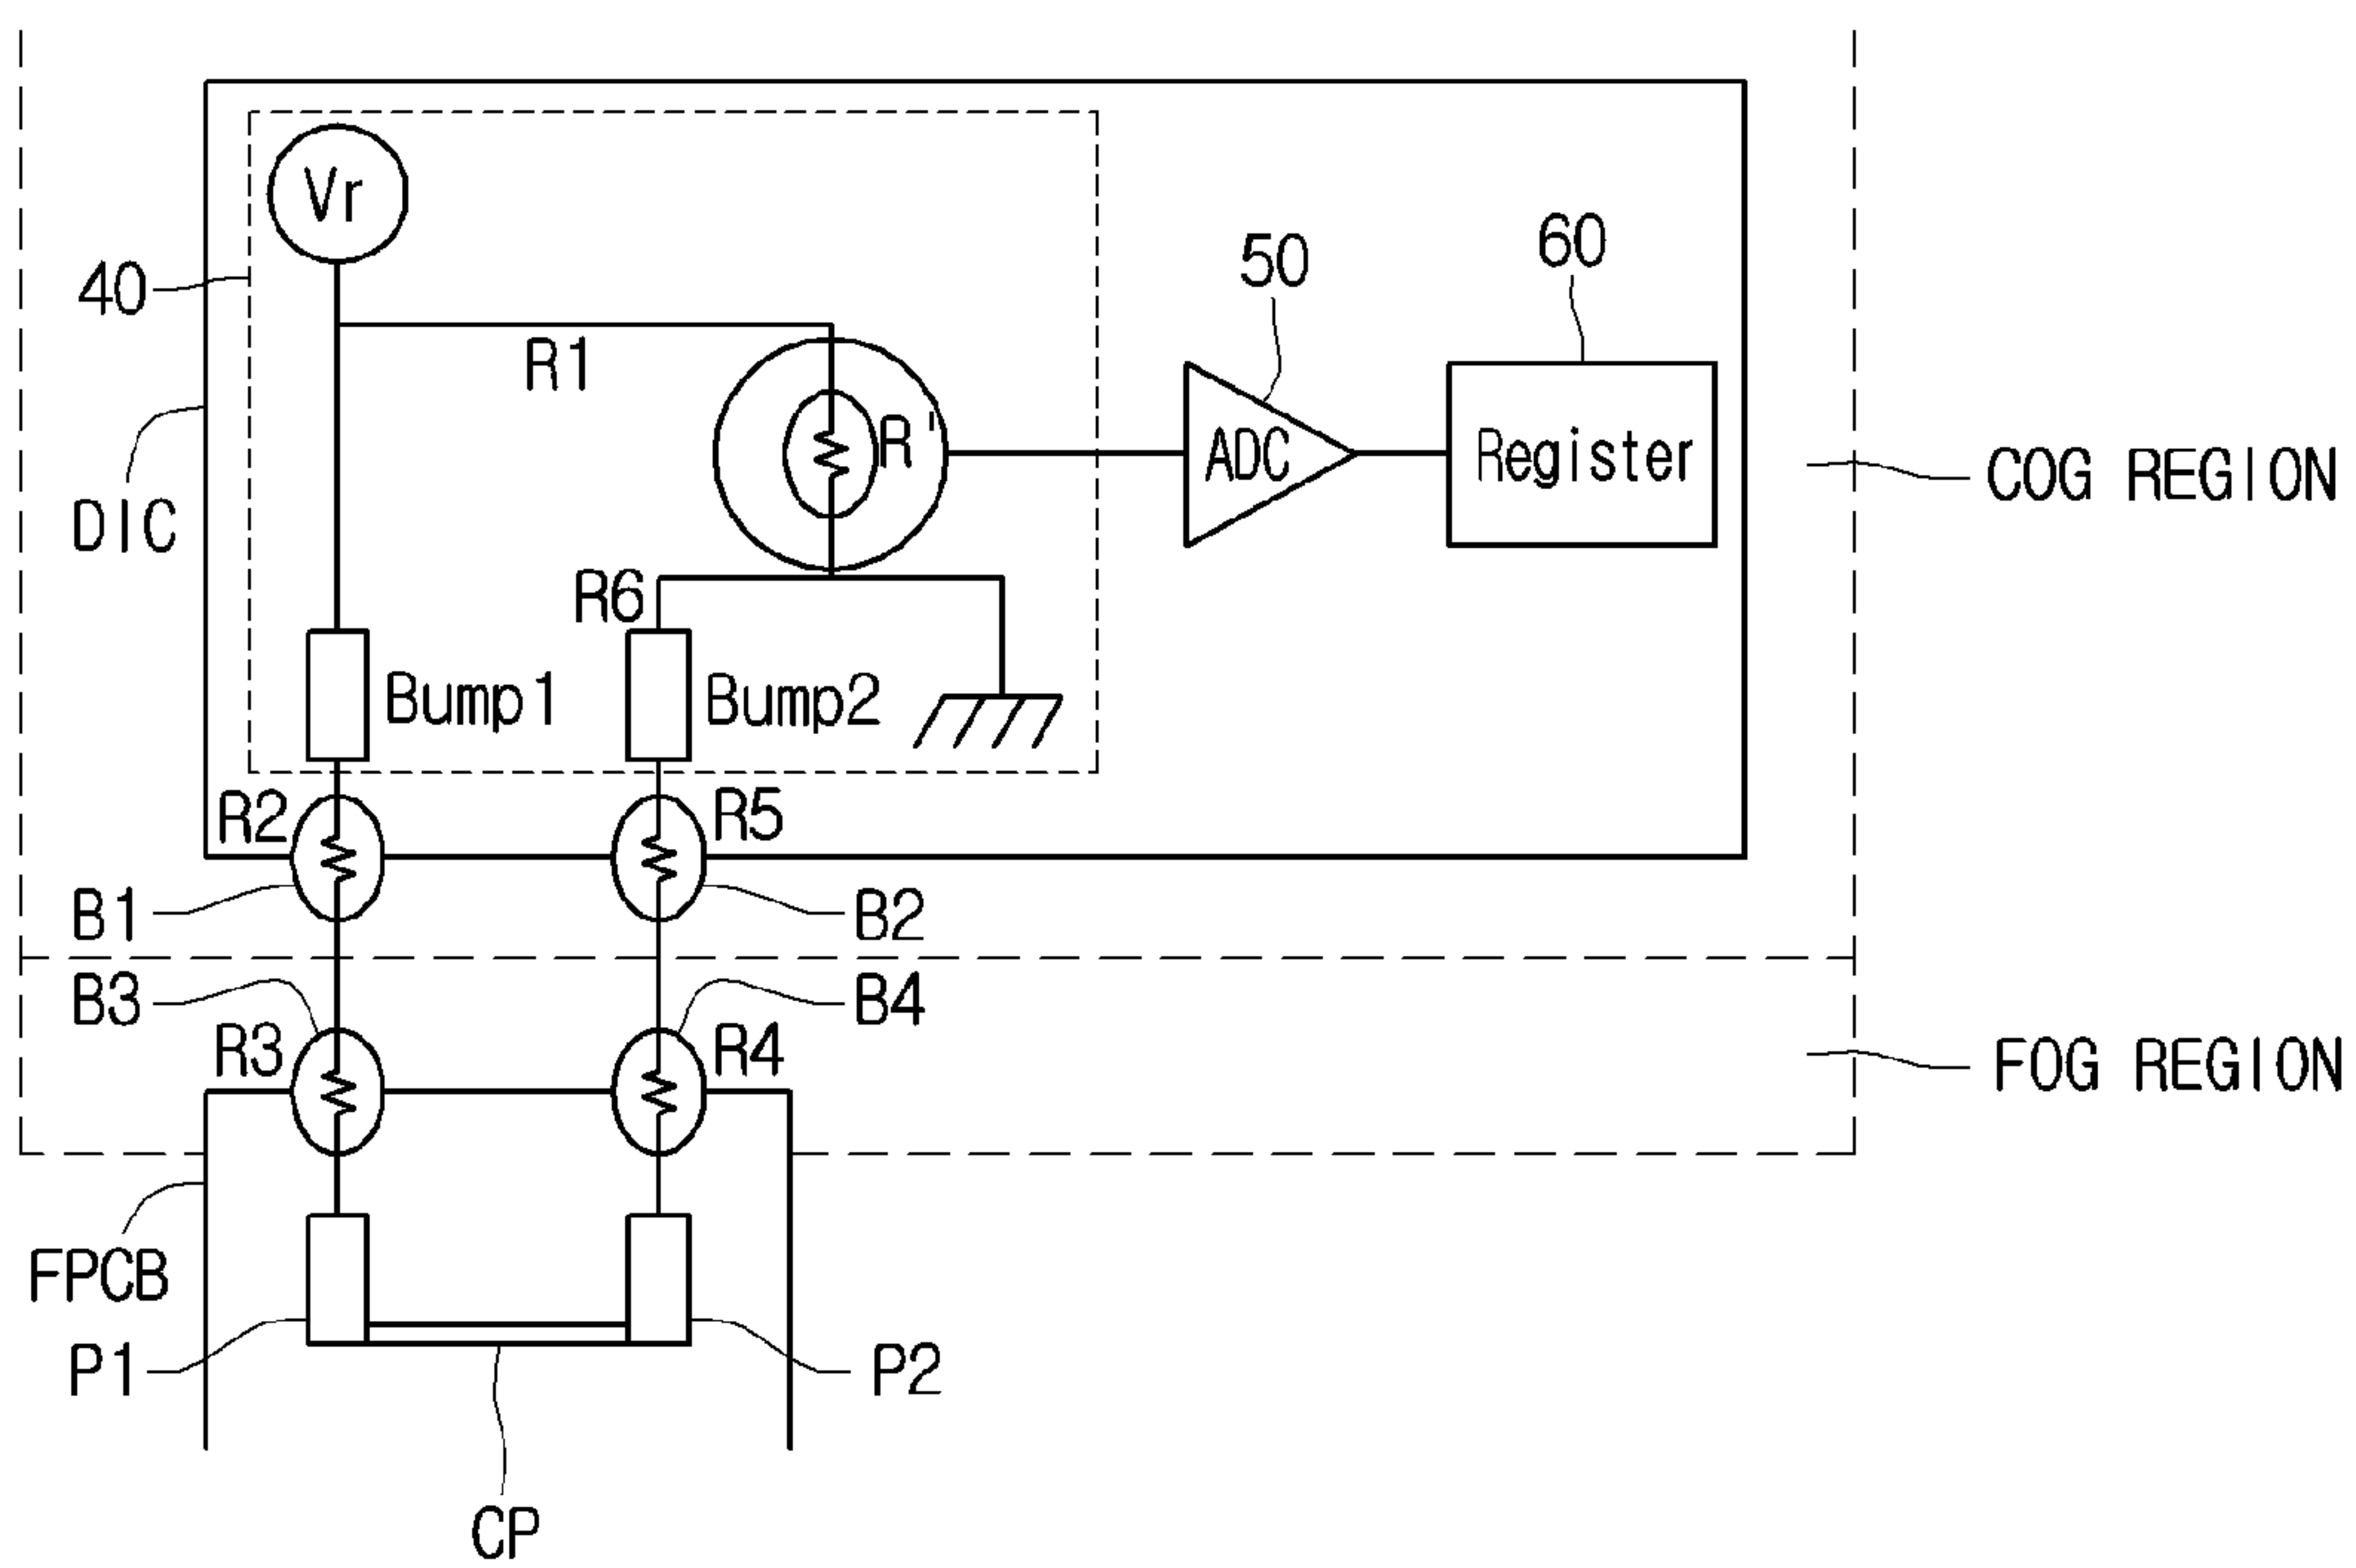 Vr
40
R1
R'
50
60
ADC
Register
COG REGION
DIC
R6
Bump1
Bump2
R2
R5
B1
B2
B3
B4
R3
R4
FOG REGION
FPCB
P1
P2
CP